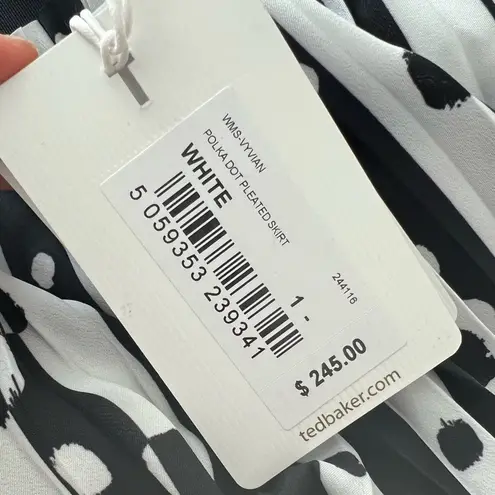 WMS-VYVIAN
POLKA DOT PLEATED SKIRT
WHITE
5 059353 239341
1 -
244116
$ 245.00
tedbaker.com